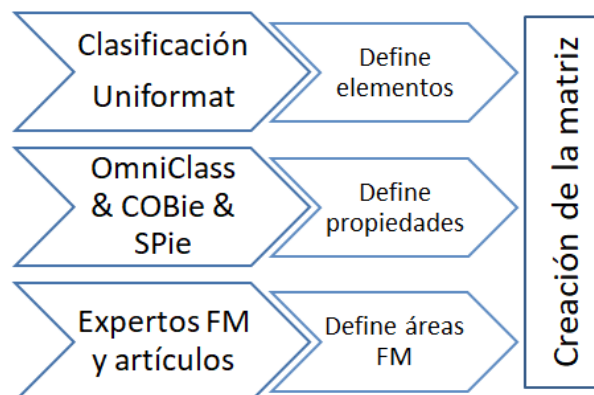 Clasificación
Uniformat
Define
elementos
OmniClass
& COBie &
SPie
Define
propiedades
Expertos FM
y artículos
Define áreas
FM
Creación de la matriz